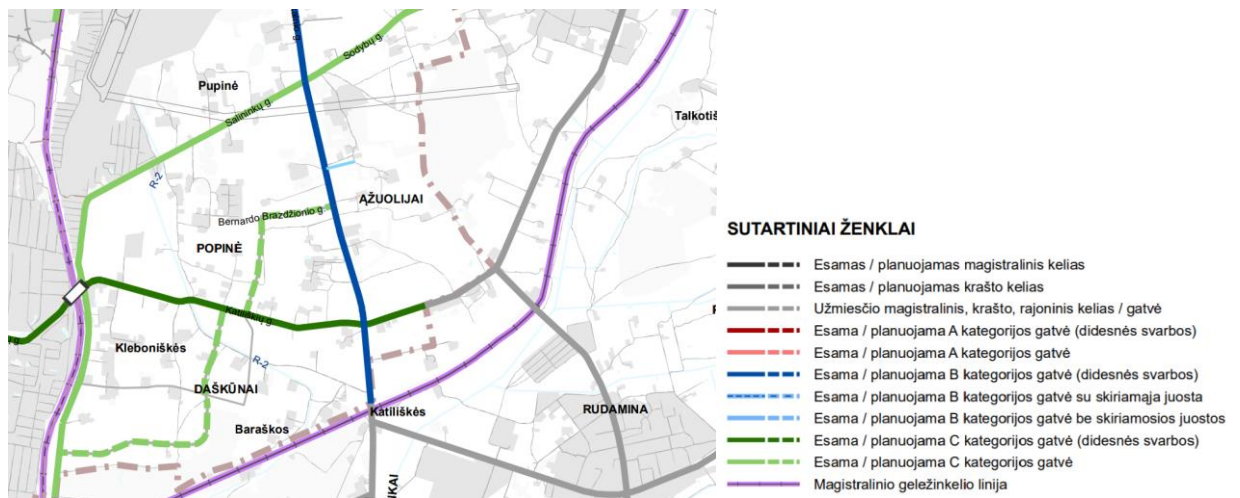 Sodybų g.
Pupinė
Salininkų g.
Talkotiš
R-2
ĄŽUOLIJAI
Bernardo Brazdžionio g.
POPINĖ
Katiliškių g.
Kleboniškės
R-2
DAŠKŪNAI
Katiliškės
RUDAMINA
Baraškos
SUTARTINIAI ŽENKLAI
Esamas / planuojamas magistralinis kelias
Esamas / planuojamas krašto kelias
Užmiesčio magistralinis, krašto, rajoninis kelias / gatvė
Esama / planuojama A kategorijos gatvė (didesnės svarbos)
Esama / planuojama A kategorijos gatvė
Esama / planuojama B kategorijos gatvė (didesnės svarbos)
Esama / planuojama B kategorijos gatvė su skiriamąja juosta
Esama / planuojama B kategorijos gatvė be skiriamosios juostos
Esama / planuojama C kategorijos gatvė (didesnės svarbos)
Esama / planuojama C kategorijos gatvė
Magistralinio geležinkelio linija